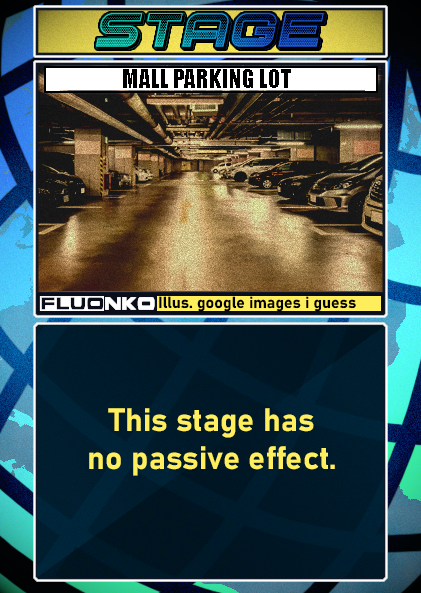 STAGE
MALL PARKING LOT
FLUONKO Illus. google images i guess
This stage has
no passive effect.